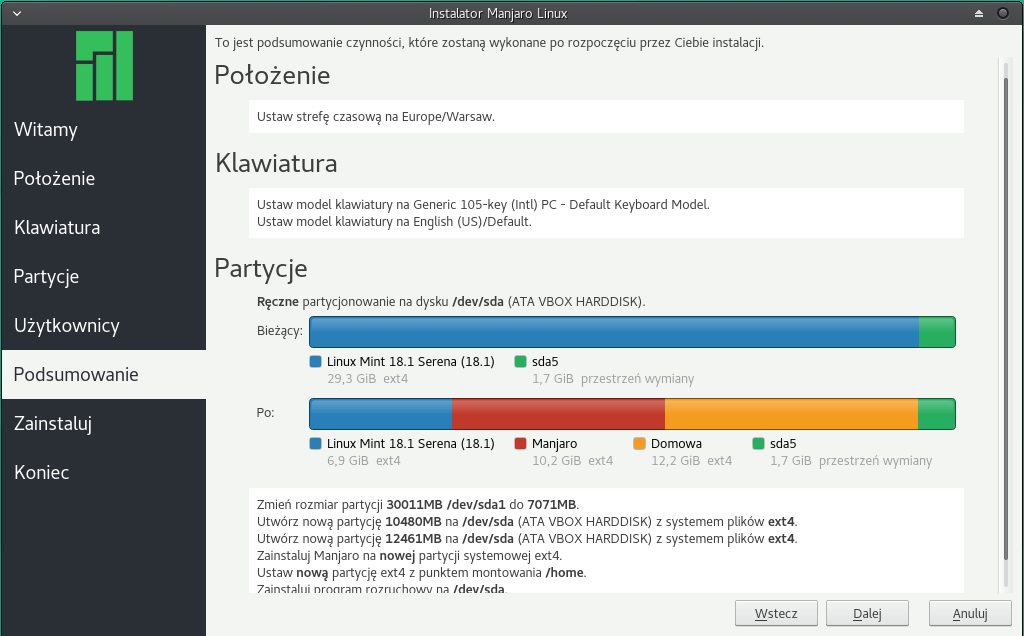 Instalator Manjaro Linux
Witamy
Położenie
Klawiatura
Partycje
Użytkownicy
Podsumowanie
Zainstaluj
Koniec
To jest podsumowanie czynności, które zostaną wykonane po rozpoczęciu przez Ciebie instalacji.
Położenie
Ustaw strefę czasową na Europe/Warsaw.
Klawiatura
Ustaw model klawiatury na Generic 105-key (Intl) PC - Default Keyboard Model.
Ustaw model klawiatury na English (US)/Default.
Partycje
Ręczne partycjonowanie na dysku /dev/sda (ATA VBOX HARDDISK).
Bieżący:
Linux Mint 18.1 Serena (18.1) sda5
29,3 GiB ext4 1,7 GiB przestrzeń wymiany
Po:
Linux Mint 18.1 Serena (18.1) Manjaro Domowa sda5
6,9 GiB ext4 10,2 GiB ext4 12,2 GiB ext4 1,7 GiB przestrzeń wymiany
Zmień rozmiar partycji 30011MB /dev/sda1 do 7071MB.
Utwórz nową partycję 10480MB na /dev/sda (ATA VBOX HARDDISK) z systemem plików ext4.
Utwórz nową partycję 12461MB na /dev/sda (ATA VBOX HARDDISK) z systemem plików ext4.
Zainstaluj Manjaro na nowej partycji systemowej ext4.
Ustaw nową partycję ext4 z punktem montowania /home.
Zainstaluj program rozruchowy na /dev/sda.
Wstecz Dalej Anuluj